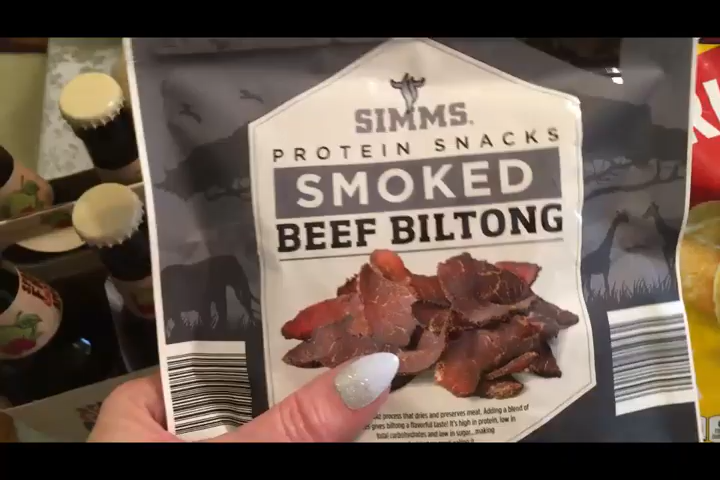 SIMMS®
PROTEIN SNACKS
SMOKED
BEEF BILTONG
process that dries and preserves meat. Adding a blend of
gives biltong a flavorful taste! It's high in protein, low in
total carbohydrates and low in sugar...making